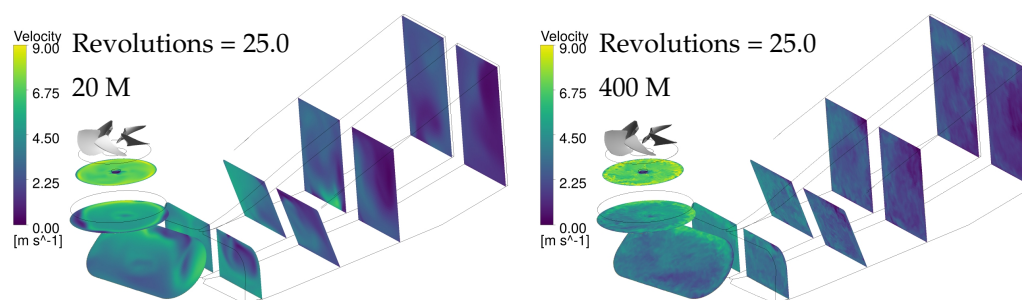 Velocity
9.00
6.75
4.50
2.25
0.00
[m s^-1]
Revolutions = 25.0
20 M
Velocity
9.00
6.75
4.50
2.25
0.00
[m s^-1]
Revolutions = 25.0
400 M